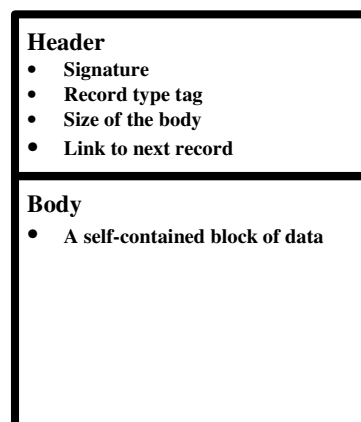 Header
• Signature
• Record type tag
• Size of the body
• Link to next record
Body
• A self-contained block of data